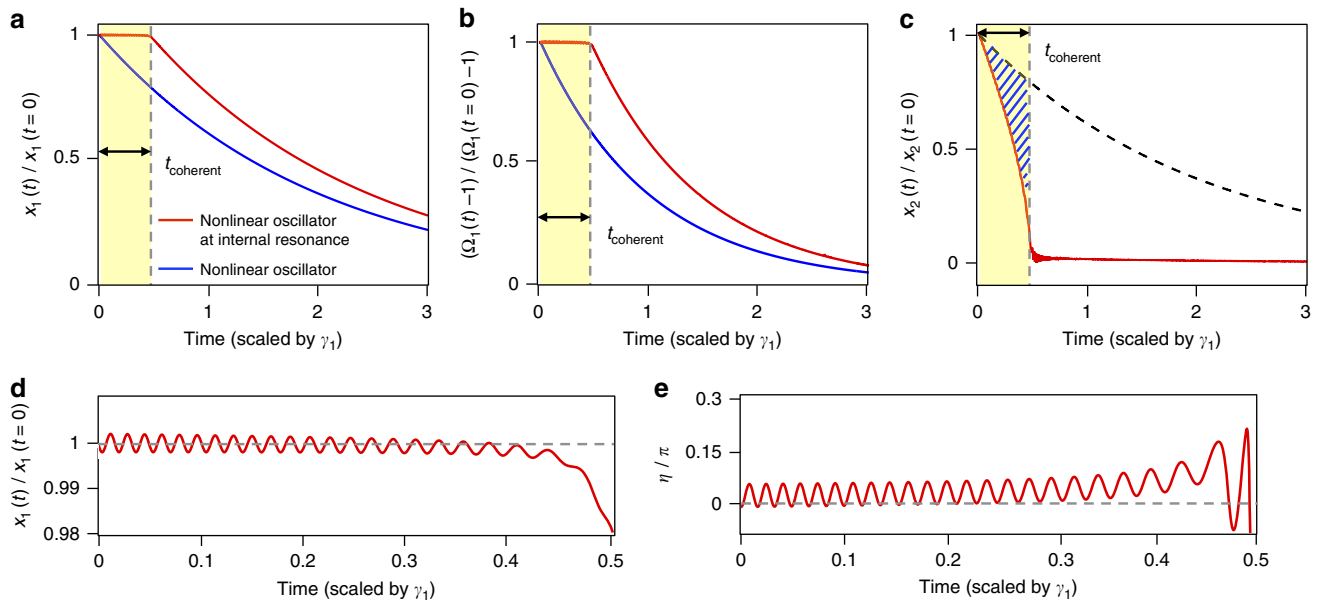 a
x₁(t) / x₁(t = 0)
1
0.5
0
0
1
2
3
t_coherent
Nonlinear oscillator
at internal resonance
Nonlinear oscillator
Time (scaled by γ₁)
b
(Ω₁(t) −1) / (Ω₁(t = 0) −1)
1
0.5
1
0
1
2
3
t_coherent
Time (scaled by γ₁)
c
x₂(t) / x₂(t = 0)
1
0.5
0
0
1
2
3
t_coherent
Time (scaled by γ₁)
d
x₁(t) / x₁(t = 0)
1
0.99
0.98
0
0.1
0.2
0.3
0.4
0.5
Time (scaled by γ₁)
e
η / π
0.3
0.15
0
0
0.1
0.2
0.3
0.4
0.5
Time (scaled by γ₁)